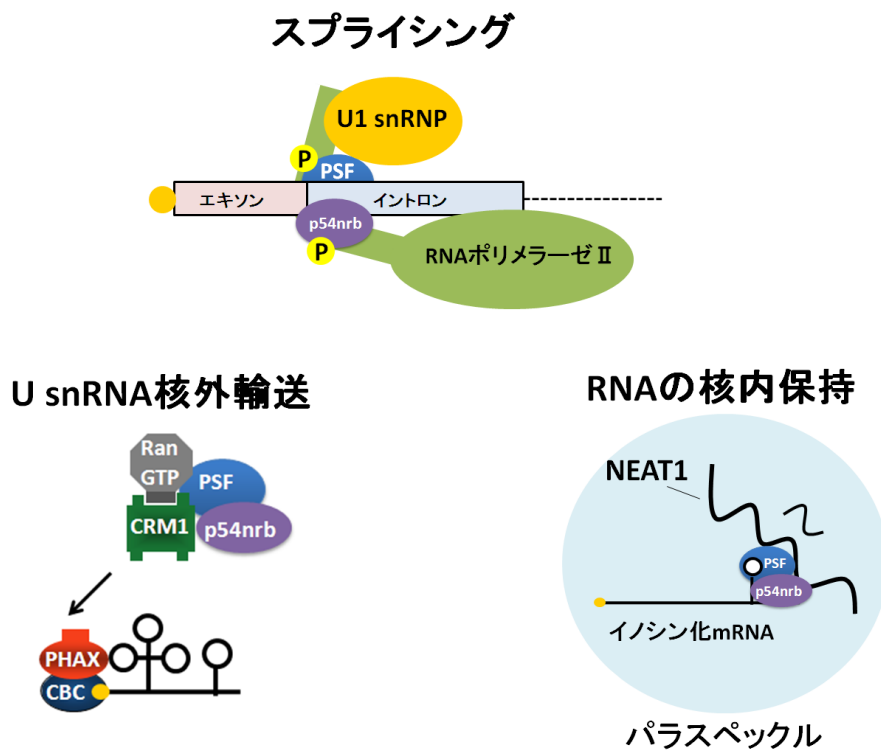 スプライシング
U1 snRNP
P
PSF
エキソン
イントロン
p54nrb
P
RNAポリメラーゼⅡ
U snRNA核外輸送
Ran
GTP
PSF
CRM1
p54nrb
PHAX
CBC
RNAの核内保持
NEAT1
PSF
p54nrb
イノシン化mRNA
パラスペックル